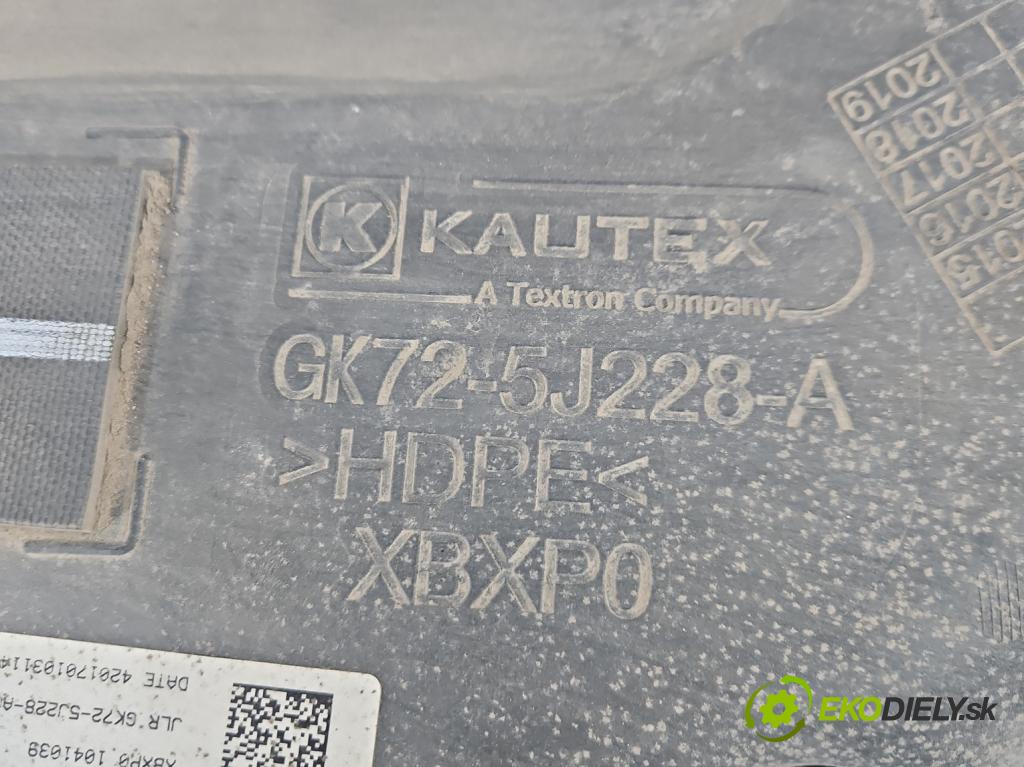 2019
2018
2017
2016
2015
K KAUTEX
A Textron Company
GK72-5J228-A
>HDPE<
XBXP0
XBXP0 1041039
JLR GK72-5J228-A
DATE 420170103114
EKODIELY.sk